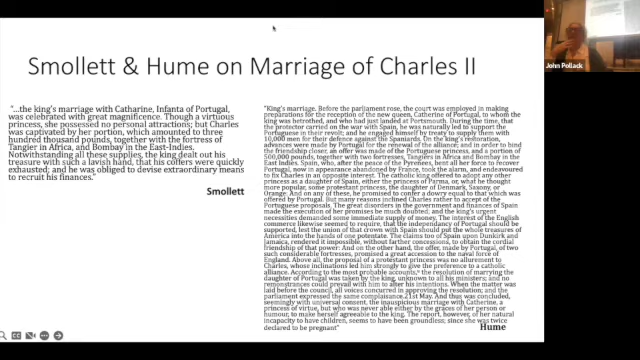 Smollett & Hume on Marriage of Charles II
"...the king's marriage with Catharine, Infanta of Portugal,
was celebrated with great magnificence. Though a virtuous
princess, she possessed no personal attractions; but Charles
was captivated by her portion, which amounted to three
hundred thousand pounds, together with the fortress of
Tangier in Africa, and Bombay in the East-Indies.
Notwithstanding all these supplies, the king dealt out his
treasure with such a lavish hand, that his coffers were quickly
exhausted; and he was obliged to devise extraordinary means
to recruit his finances."
Smollett
"King's marriage. Before the parliament rose, the court was employed in making
preparations for the reception of the new queen, Catherine of Portugal, to whom the king
was betrothed, and who had just landed at Portsmouth. During the time, that
the protector carried on the war with Spain, he was naturally led to support the
Portuguese in their revolt; and he engaged himself by treaty to supply them with
10,000 men for their defence against the Spaniards. On the king's restoration,
advances were made by Portugal for the renewal of the alliance; and in order to bind
the friendship closer, an offer was made of the Portuguese princess, and a portion of
500,000 pounds, together with two fortresses, Tangiers in Africa and Bombay in the
East Indies. Spain, who, after the peace of the Pyrenees, bent all her force to recover
Portugal, now in appearance abandoned by France, took the alarm, and endeavoured
to fix Charles in an opposite interest. The catholic king offered to adopt any other
princess as a daughter of Spain, either the princess of Parma, or, what he thought
more popular, some protestant princess, the daughter of Denmark, Saxony, or
Orange: And on any of these, he promised to confer a dowry equal to that which was
offered by Portugal. But many reasons inclined Charles rather to accept of the
Portuguese proposals. The great disorders in the government and finances of Spain
made the execution of her promises be much doubted; and the king's urgent
necessities demanded some immediate supply of money. The interest of the English
commerce likewise seemed to require, that the independancy of Portugal should be
supported, lest the union of that crown with Spain should put the whole treasures of
America into the hands of one potentate. The claims too of Spain upon Dunkirk and
Jamaica, rendered it impossible, without farther concessions, to obtain the cordial
friendship of that power: And on the other hand, the offer, made by Portugal, of two
such considerable fortresses, promised a great accession to the naval force of
England. Above all, the proposal of a protestant princess was no allurement to
Charles, whose inclinations led him strongly to give the preference to a catholic
alliance. According to the most probable accounts, the resolution of marrying the
daughter of Portugal was taken by the king, unknown to all his ministers; and no
remonstrances could prevail with him to alter his intentions. When the matter was
laid before the council, all voices concurred in approving the resolution; and the
parliament expressed the same complaisance. 21st May. And thus was concluded,
seemingly with universal consent, the inauspicious marriage with Catherine, a
princess of virtue, but who was never able, either by the graces of her person or
humour, to make herself agreeable to the king. The report, however, of her natural
incapacity to have children, seems to have been groundless; since she was twice
declared to be pregnant"
Hume
John Pollack